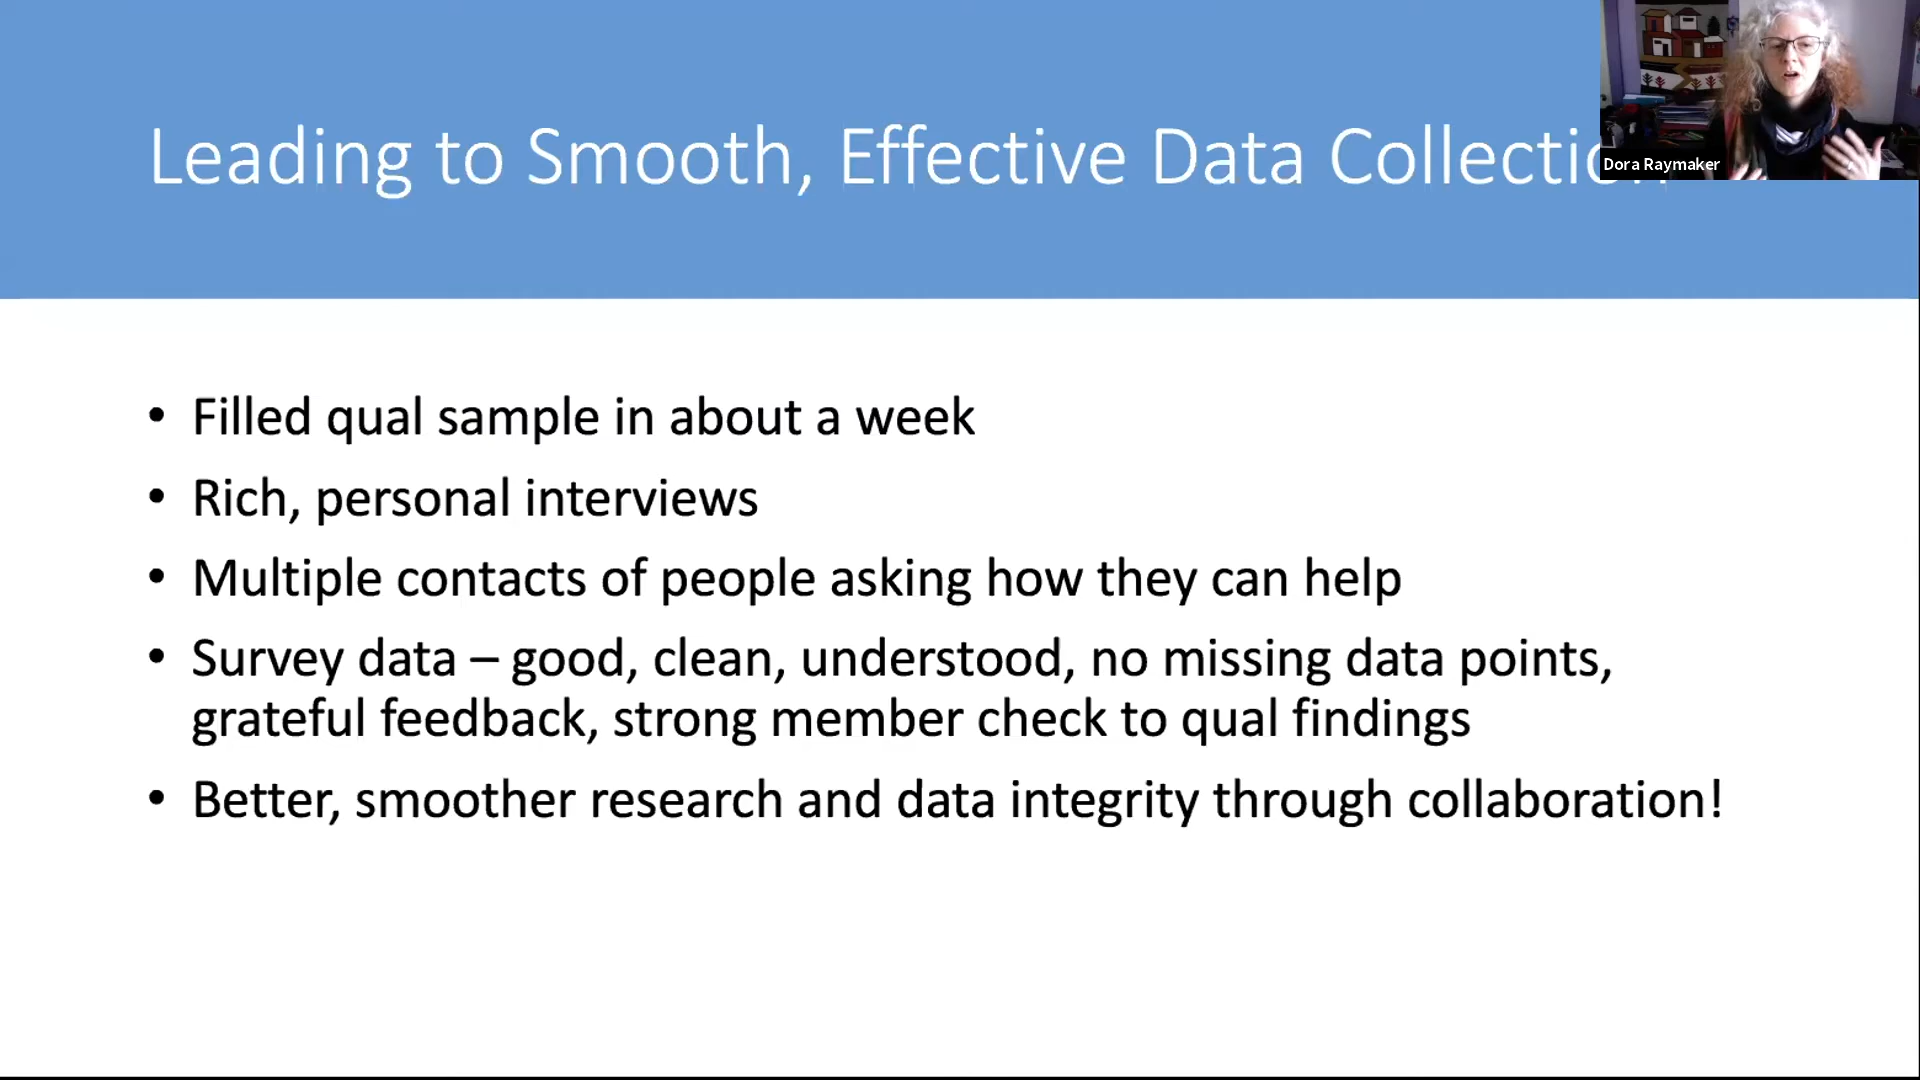 Leading to Smooth, Effective Data Collection
Dora Raymaker
• Filled qual sample in about a week
• Rich, personal interviews
• Multiple contacts of people asking how they can help
• Survey data – good, clean, understood, no missing data points,
grateful feedback, strong member check to qual findings
• Better, smoother research and data integrity through collaboration!